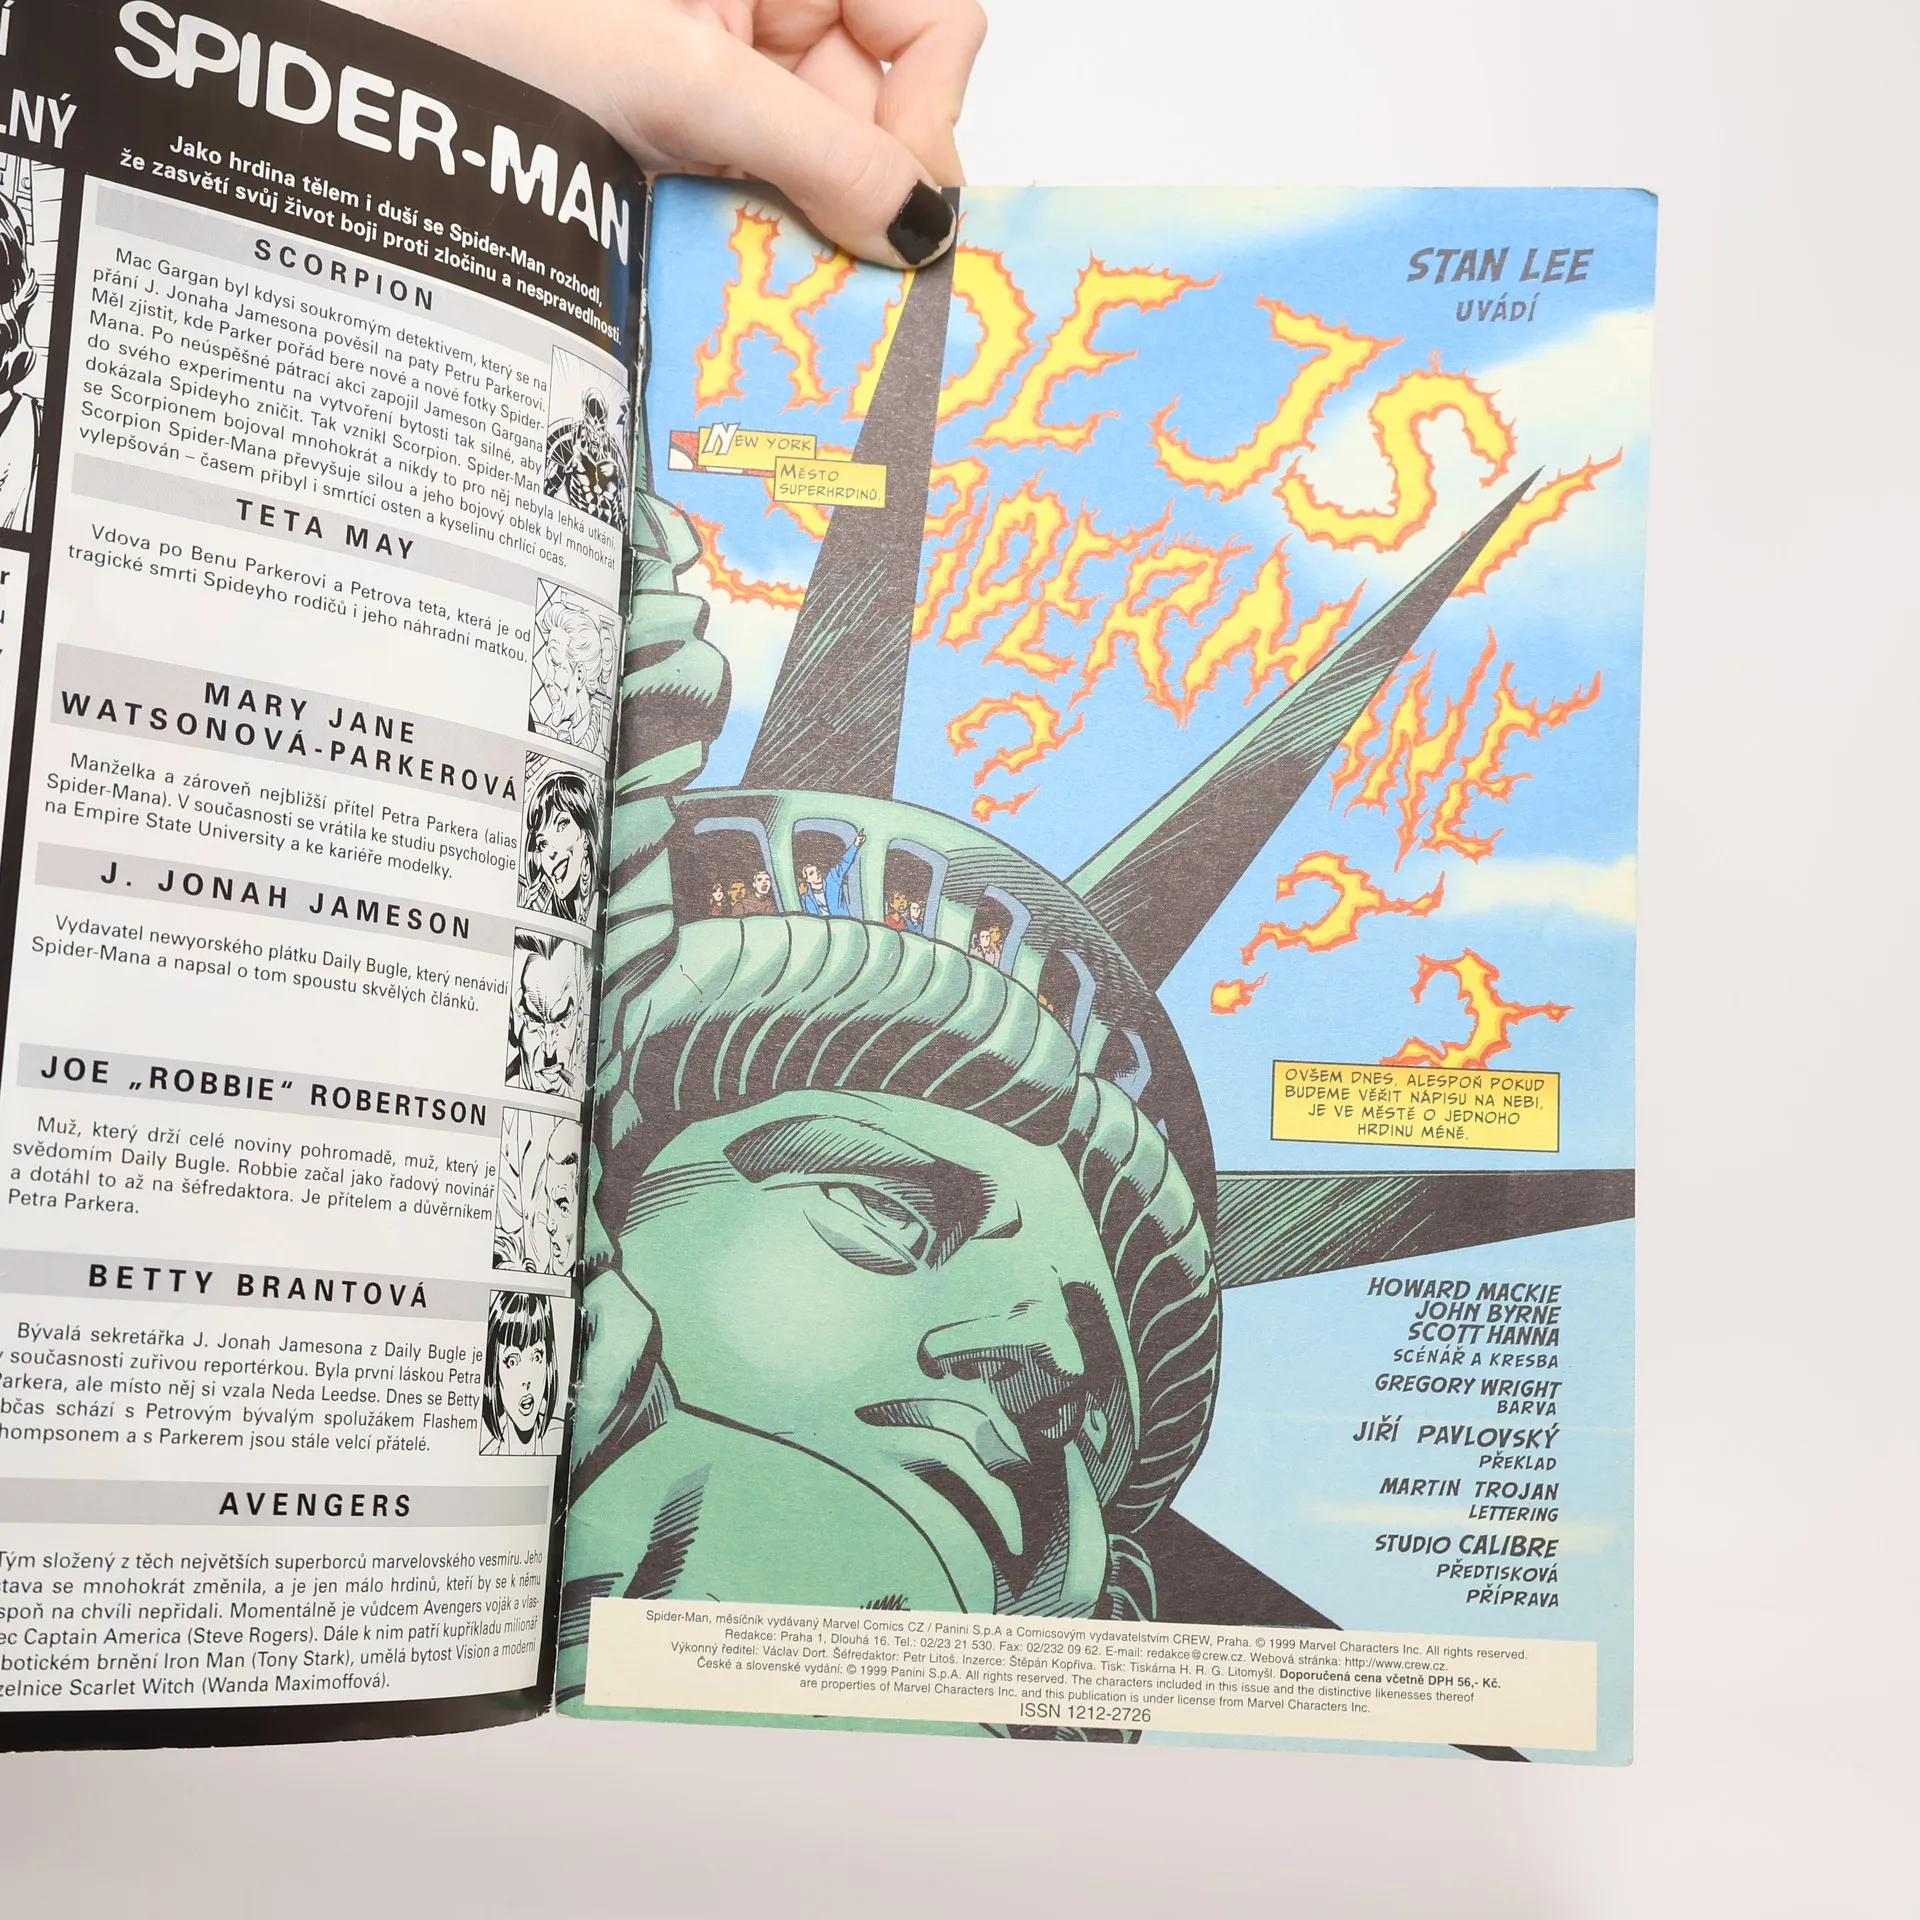 LNÝ
SPIDER-MAN
Jako hrdina tělem i duší se Spider-Man rozhodl,
že zasvětí svůj život boji proti zločinu a nespravedlnosti.
SCORPION
Mac Gargan byl kdysi soukromým detektivem, který se na
přání J. Jonaha Jamesona pověsil na paty Petru Parkerovi.
Měl zjistit, kde Parker pořád bere nové a nové fotky Spider-
Mana. Po neúspěšné pátrací akci zapojil Jameson Gargana
do svého experimentu na vytvoření bytosti tak silné, aby
dokázala Spideyho zničit. Tak vznikl Scorpion. Spider-Man
se Scorpionem bojoval mnohokrát a nikdy to pro něj nebyla lehká utkání.
Scorpion Spider-Mana převyšuje silou a jeho bojový oblek byl mnohokrát
vylepšován – časem přibyl i smrtící osten a kyselinu chrlící ocas.
TETA MAY
Vdova po Benu Parkerovi a Petrova teta, která je od
tragické smrti Spideyho rodičů i jeho náhradní matkou.
MARY JANE
WATSONOVÁ-PARKEROVÁ
Manželka a zároveň nejbližší přítel Petra Parkera (alias
Spider-Mana). V současnosti se vrátila ke studiu psychologie
na Empire State University a ke kariéře modelky.
J. JONAH JAMESON
Vydavatel newyorského plátku Daily Bugle, který nenávidí
Spider-Mana a napsal o tom spoustu skvělých článků.
JOE „ROBBIE“ ROBERTSON
Muž, který drží celé noviny pohromadě, muž, který je
svědomím Daily Bugle. Robbie začal jako řadový novinář
a dotáhl to až na šéfredaktora. Je přítelem a důvěrníkem
Petra Parkera.
BETTY BRANTOVÁ
Bývalá sekretářka J. Jonah Jamesona z Daily Bugle je
v současnosti zuřivou reportérkou. Byla první láskou Petra
Parkera, ale místo něj si vzala Neda Leedse. Dnes se Betty
občas schází s Petrovým bývalým spolužákem Flashem
Thompsonem a s Parkerem jsou stále velcí přátelé.
AVENGERS
Tým složený z těch největších superborců marvelovského vesmíru. Jeho
stava se mnohokrát změnila, a je jen málo hrdinů, kteří by se k němu
spoň na chvíli nepřidali. Momentálně je vůdcem Avengers voják a vlas-
ec Captain America (Steve Rogers). Dále k nim patří kupříkladu milionář
botickém brnění Iron Man (Tony Stark), umělá bytost Vision a moderní
zelnice Scarlet Witch (Wanda Maximoffová).
KDE JSI
SPIDERMANE
? ? ?
STAN LEE
UVÁDÍ
NEW YORK
MĚSTO
SUPERHRDINŮ.
OVŠEM DNES, ALESPOŇ POKUD
BUDEME VĚŘIT NÁPISU NA NEBI,
JE VE MĚSTĚ O JEDNOHO
HRDINU MÉNĚ.
HOWARD MACKIE
JOHN BYRNE
SCOTT HANNA
SCÉNÁŘ A KRESBA
GREGORY WRIGHT
BARVA
JIŘÍ PAVLOVSKÝ
PŘEKLAD
MARTIN TROJAN
LETTERING
STUDIO CALIBRE
PŘEDTISKOVÁ
PŘÍPRAVA
Spider-Man, měsíčník vydávaný Marvel Comics CZ / Panini S.p.A a Comicsovým vydavatelstvím CREW, Praha. © 1999 Marvel Characters Inc. All rights reserved.
Redakce: Praha 1, Dlouhá 16. Tel.: 02/23 21 530. Fax: 02/232 09 62. E-mail: redakce@crew.cz. Webová stránka: http://www.crew.cz.
Výkonný ředitel: Václav Dort. Šéfredaktor: Petr Litoš. Inzerce: Štěpán Kopřiva. Tisk: Tiskárna H. R. G. Litomyšl. Doporučená cena včetně DPH 56,- Kč.
České a slovenské vydání: © 1999 Panini S.p.A. All rights reserved. The characters included in this issue and the distinctive likenesses thereof
are properties of Marvel Characters Inc. and this publication is under license from Marvel Characters Inc.
ISSN 1212-2726